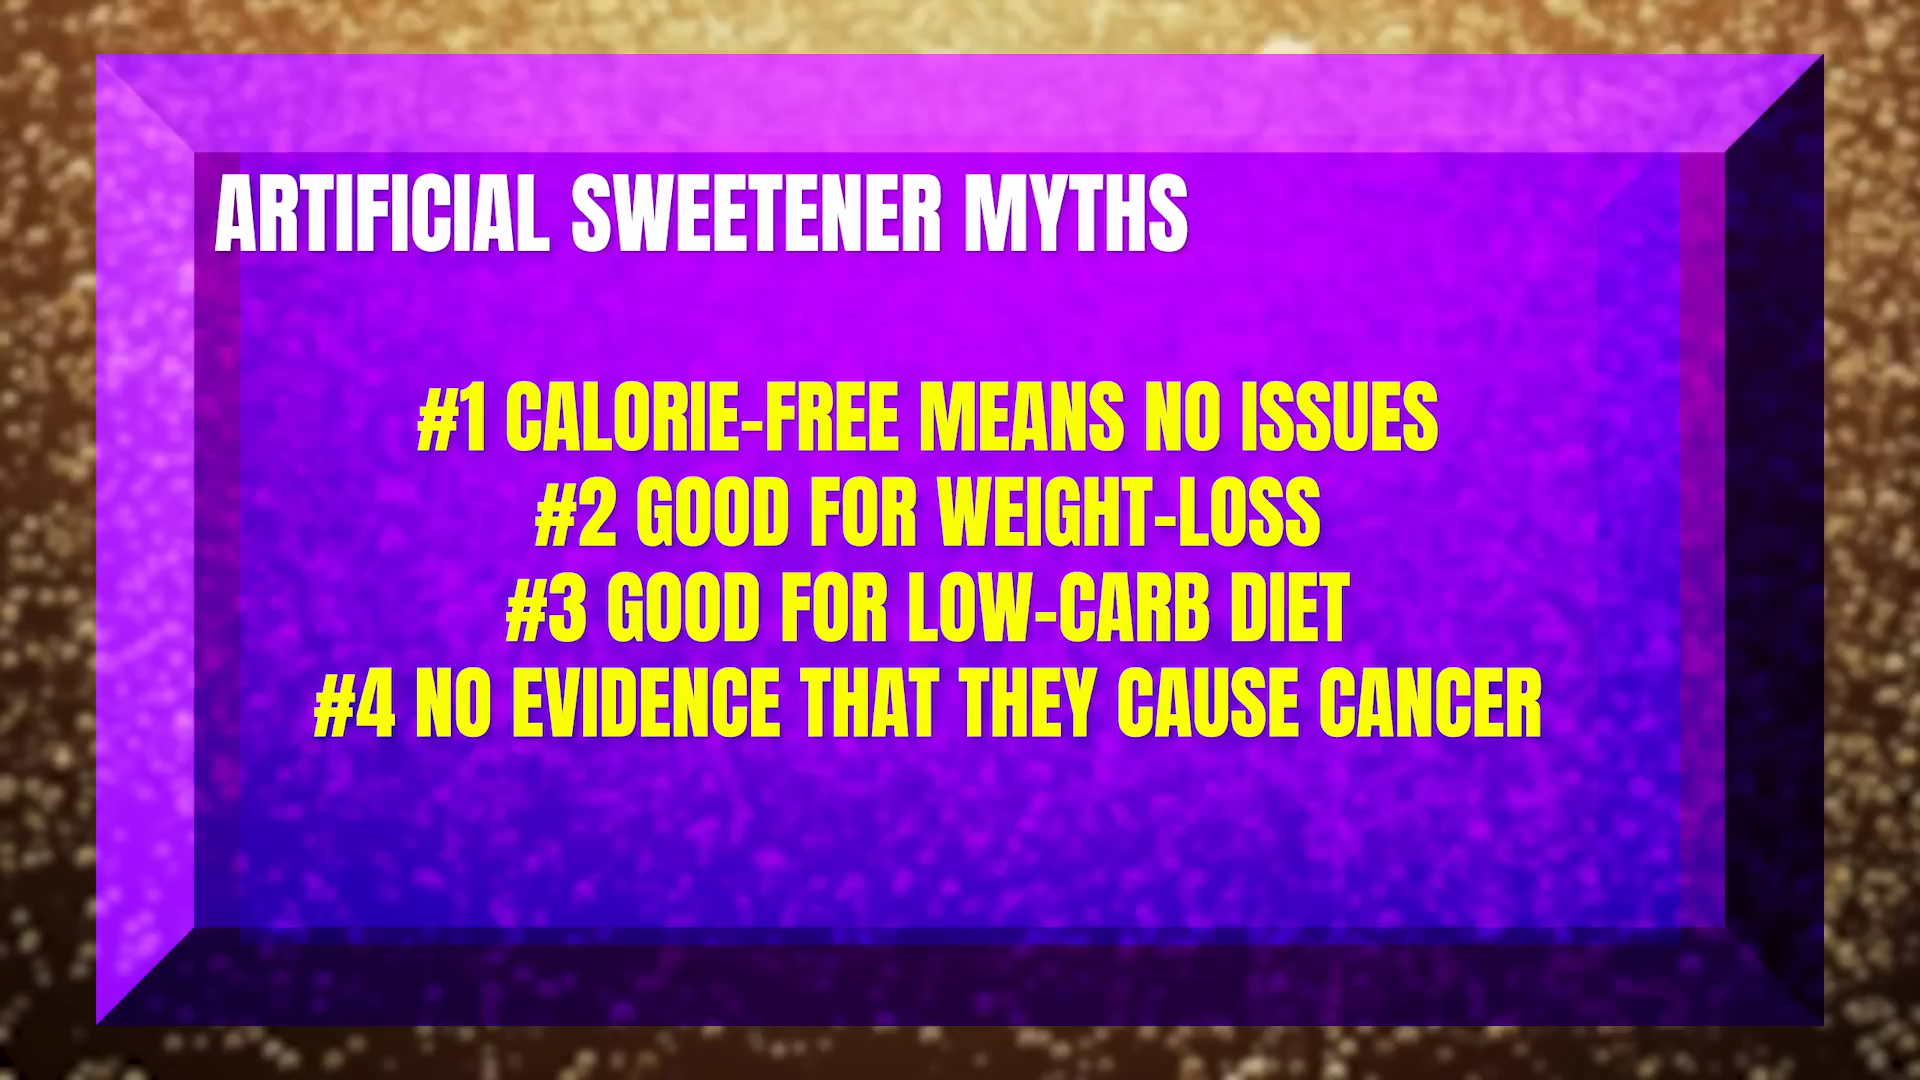 ARTIFICIAL SWEETENER MYTHS
#1 CALORIE-FREE MEANS NO ISSUES
#2 GOOD FOR WEIGHT-LOSS
#3 GOOD FOR LOW-CARB DIET
#4 NO EVIDENCE THAT THEY CAUSE CANCER